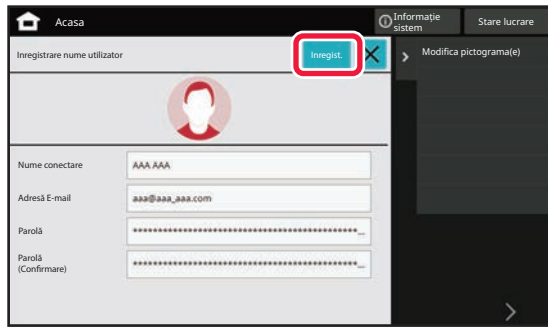 Acasa
Informație
sistem
Stare lucrare
Inregistrare nume utilizator
Inregist.
Modifica pictograma(e)
Nume conectare
AAA AAA
Adresă E-mail
aaa@aaa_aaa.com
Parolă
Parolă
(Confirmare)